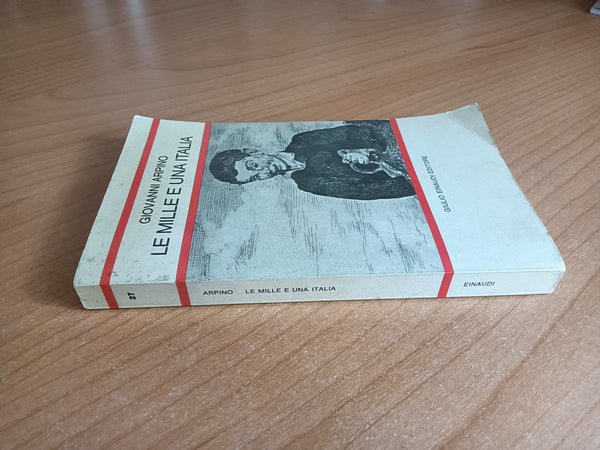 GIOVANNI ARPINO
LE MILLE E UNA ITALIA
GIULIO EINAUDI EDITORE
27
ARPINO LE MILLE E UNA ITALIA
EINAUDI